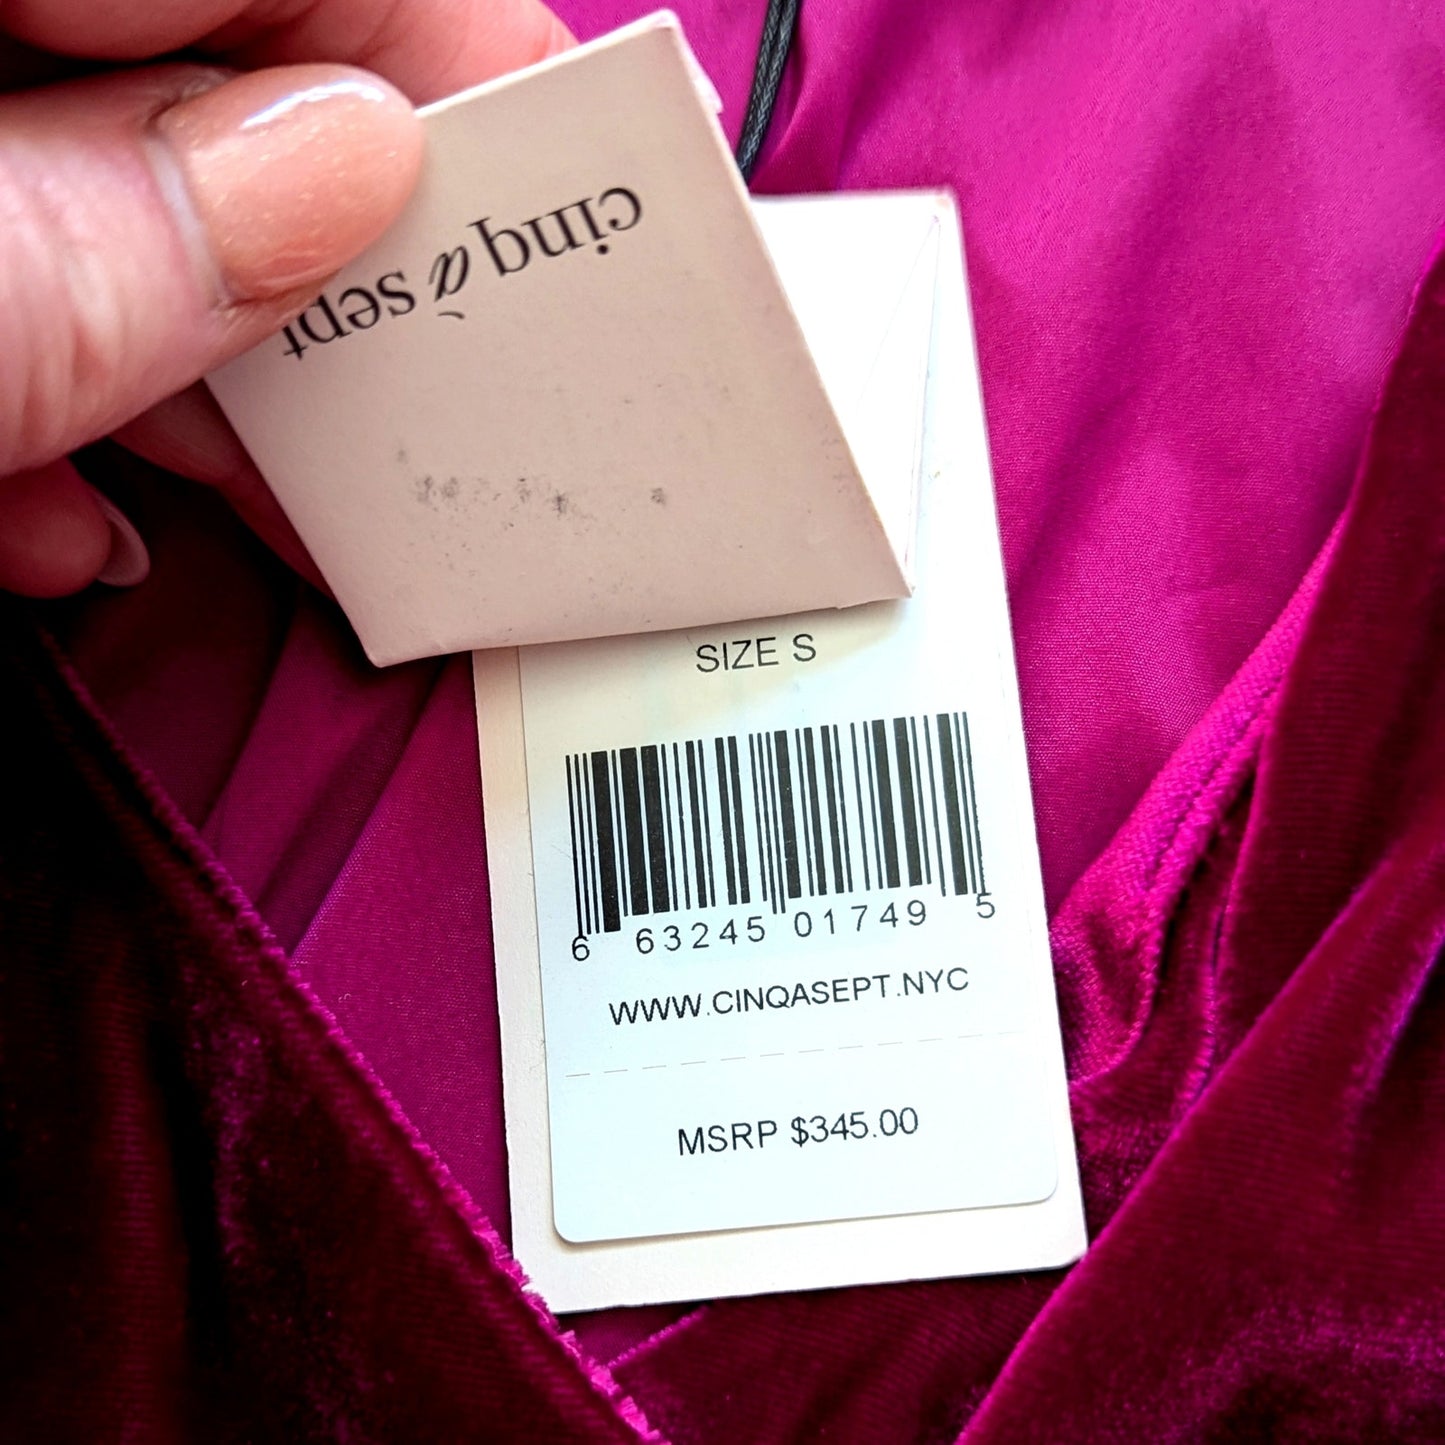 cinq à sept
SIZE S
6 63245 01749 5
WWW.CINQASEPT.NYC
MSRP $345.00